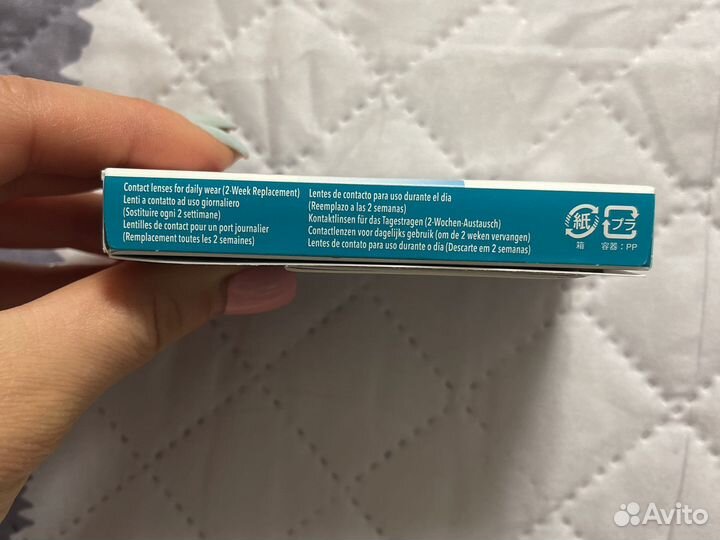 Contact lenses for daily wear (2-Week Replacement)
Lenti a contatto ad uso giornaliero
(Sostituire ogni 2 settimane)
Lentilles de contact pour un port journalier
(Remplacement toutes les 2 semaines)
Lentes de contacto para uso durante el día
(Reemplazo a las 2 semanas)
Kontaktlinsen für das Tagestragen (2-Wochen-Austausch)
Contactlenzen voor dagelijks gebruik (om de 2 weken vervangen)
Lentes de contato para uso durante o dia (Descarte em 2 semanas)
紙
箱
プラ
容器：PP
Avito